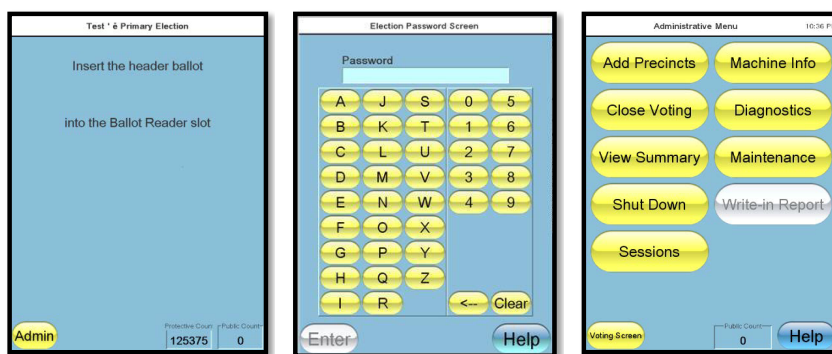 Test ' ê Primary Election
Insert the header ballot
into the Ballot Reader slot
Admin
Protective Coun
Public Count
125375
0
Election Password Screen
Password
A J S 0 5
B K T 1 6
C L U 2 7
D M V 3 8
E N W 4 9
F O X
G P Y
H Q Z
I R <-- Clear
Enter
Help
Administrative Menu
10:36 P
Add Precincts
Machine Info
Close Voting
Diagnostics
View Summary
Maintenance
Shut Down
Write-in Report
Sessions
Voting Screen
Public Count
0
Help